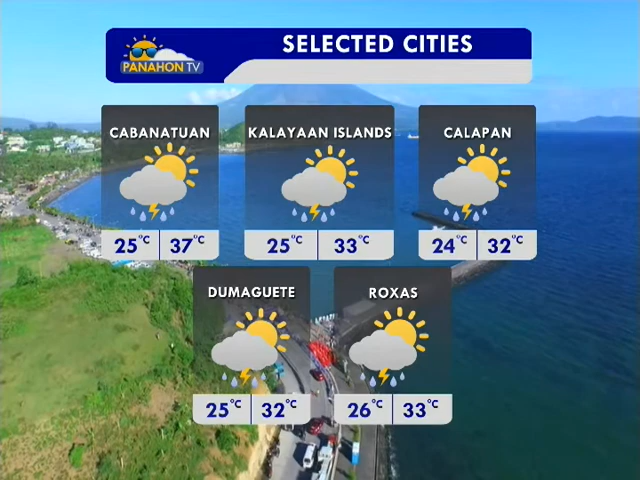 SELECTED CITIES
PANAHON TV
CABANATUAN
25°C 37°C
KALAYAAN ISLANDS
25°C 33°C
CALAPAN
24°C 32°C
DUMAGUETE
25°C 32°C
ROXAS
26°C 33°C